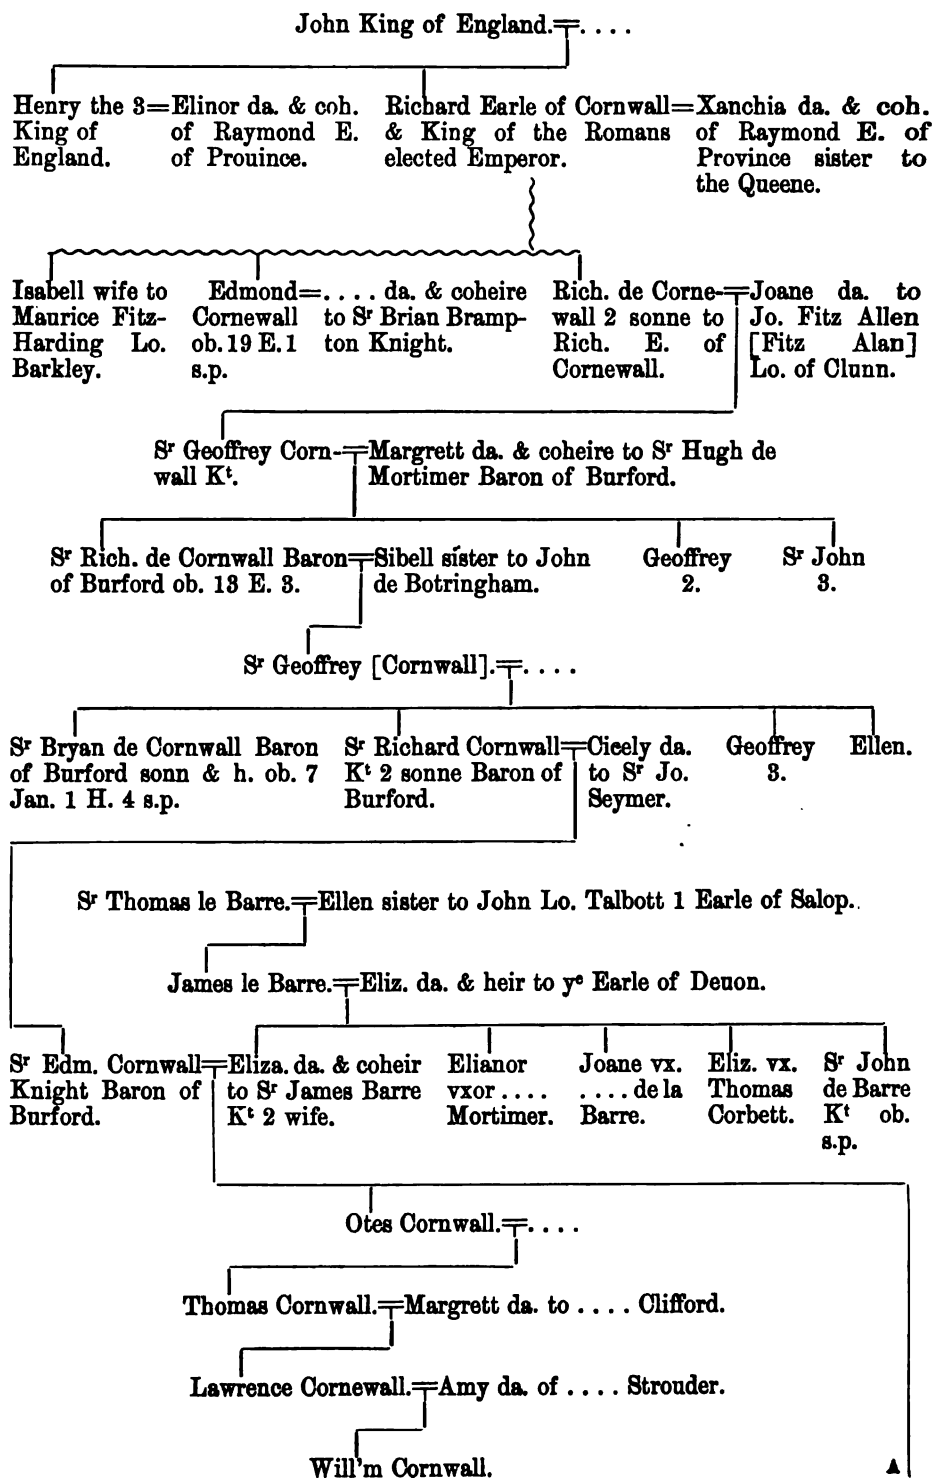 John King of England.=. . . .
Henry the 3=Elinor da. & coh.
King of of Raymond E.
England. of Prouince.
Richard Earle of Cornwall=Xanchia da. & coh.
& King of the Romans of Raymond E. of
elected Emperor. Province sister to
the Queene.
Isabell wife to
Maurice Fitz-
Harding Lo.
Barkley.
Edmond=. . . . da. & coheire
Cornewall to Sr Brian Bramp-
ob. 19 E. 1 ton Knight.
s.p.
Rich. de Corne-=Joane da. to
wall 2 sonne to Jo. Fitz Allen
Rich. E. of [Fitz Alan]
Cornewall. Lo. of Clunn.
Sr Geoffrey Corn-=Margrett da. & coheire to Sr Hugh de
wall Kt. Mortimer Baron of Burford.
Sr Rich. de Cornwall Baron=Sibell sister to John
of Burford ob. 13 E. 3. de Botringham.
Geoffrey
2.
Sr John
3.
Sr Geoffrey [Cornwall].=. . . .
Sr Bryan de Cornwall Baron
of Burford sonn & h. ob. 7
Jan. 1 H. 4 s.p.
Sr Richard Cornwall=Cicely da.
Kt 2 sonne Baron of to Sr Jo.
Burford. Seymer.
Geoffrey
3.
Ellen.
Sr Thomas le Barre.=Ellen sister to John Lo. Talbott 1 Earle of Salop.
James le Barre.=Eliz. da. & heir to ye Earle of Deuon.
Sr Edm. Cornwall=Eliza. da. & coheir
Knight Baron of to Sr James Barre
Burford. Kt 2 wife.
Elianor
vxor . . . .
Mortimer.
Joane vx.
. . . . de la
Barre.
Eliz. vx.
Thomas
Corbett.
Sr John
de Barre
Kt ob.
s.p.
Otes Cornwall.=. . . .
Thomas Cornwall.=Margrett da. to . . . . Clifford.
Lawrence Cornewall.=Amy da. of . . . . Strouder.
Will'm Cornwall.
A